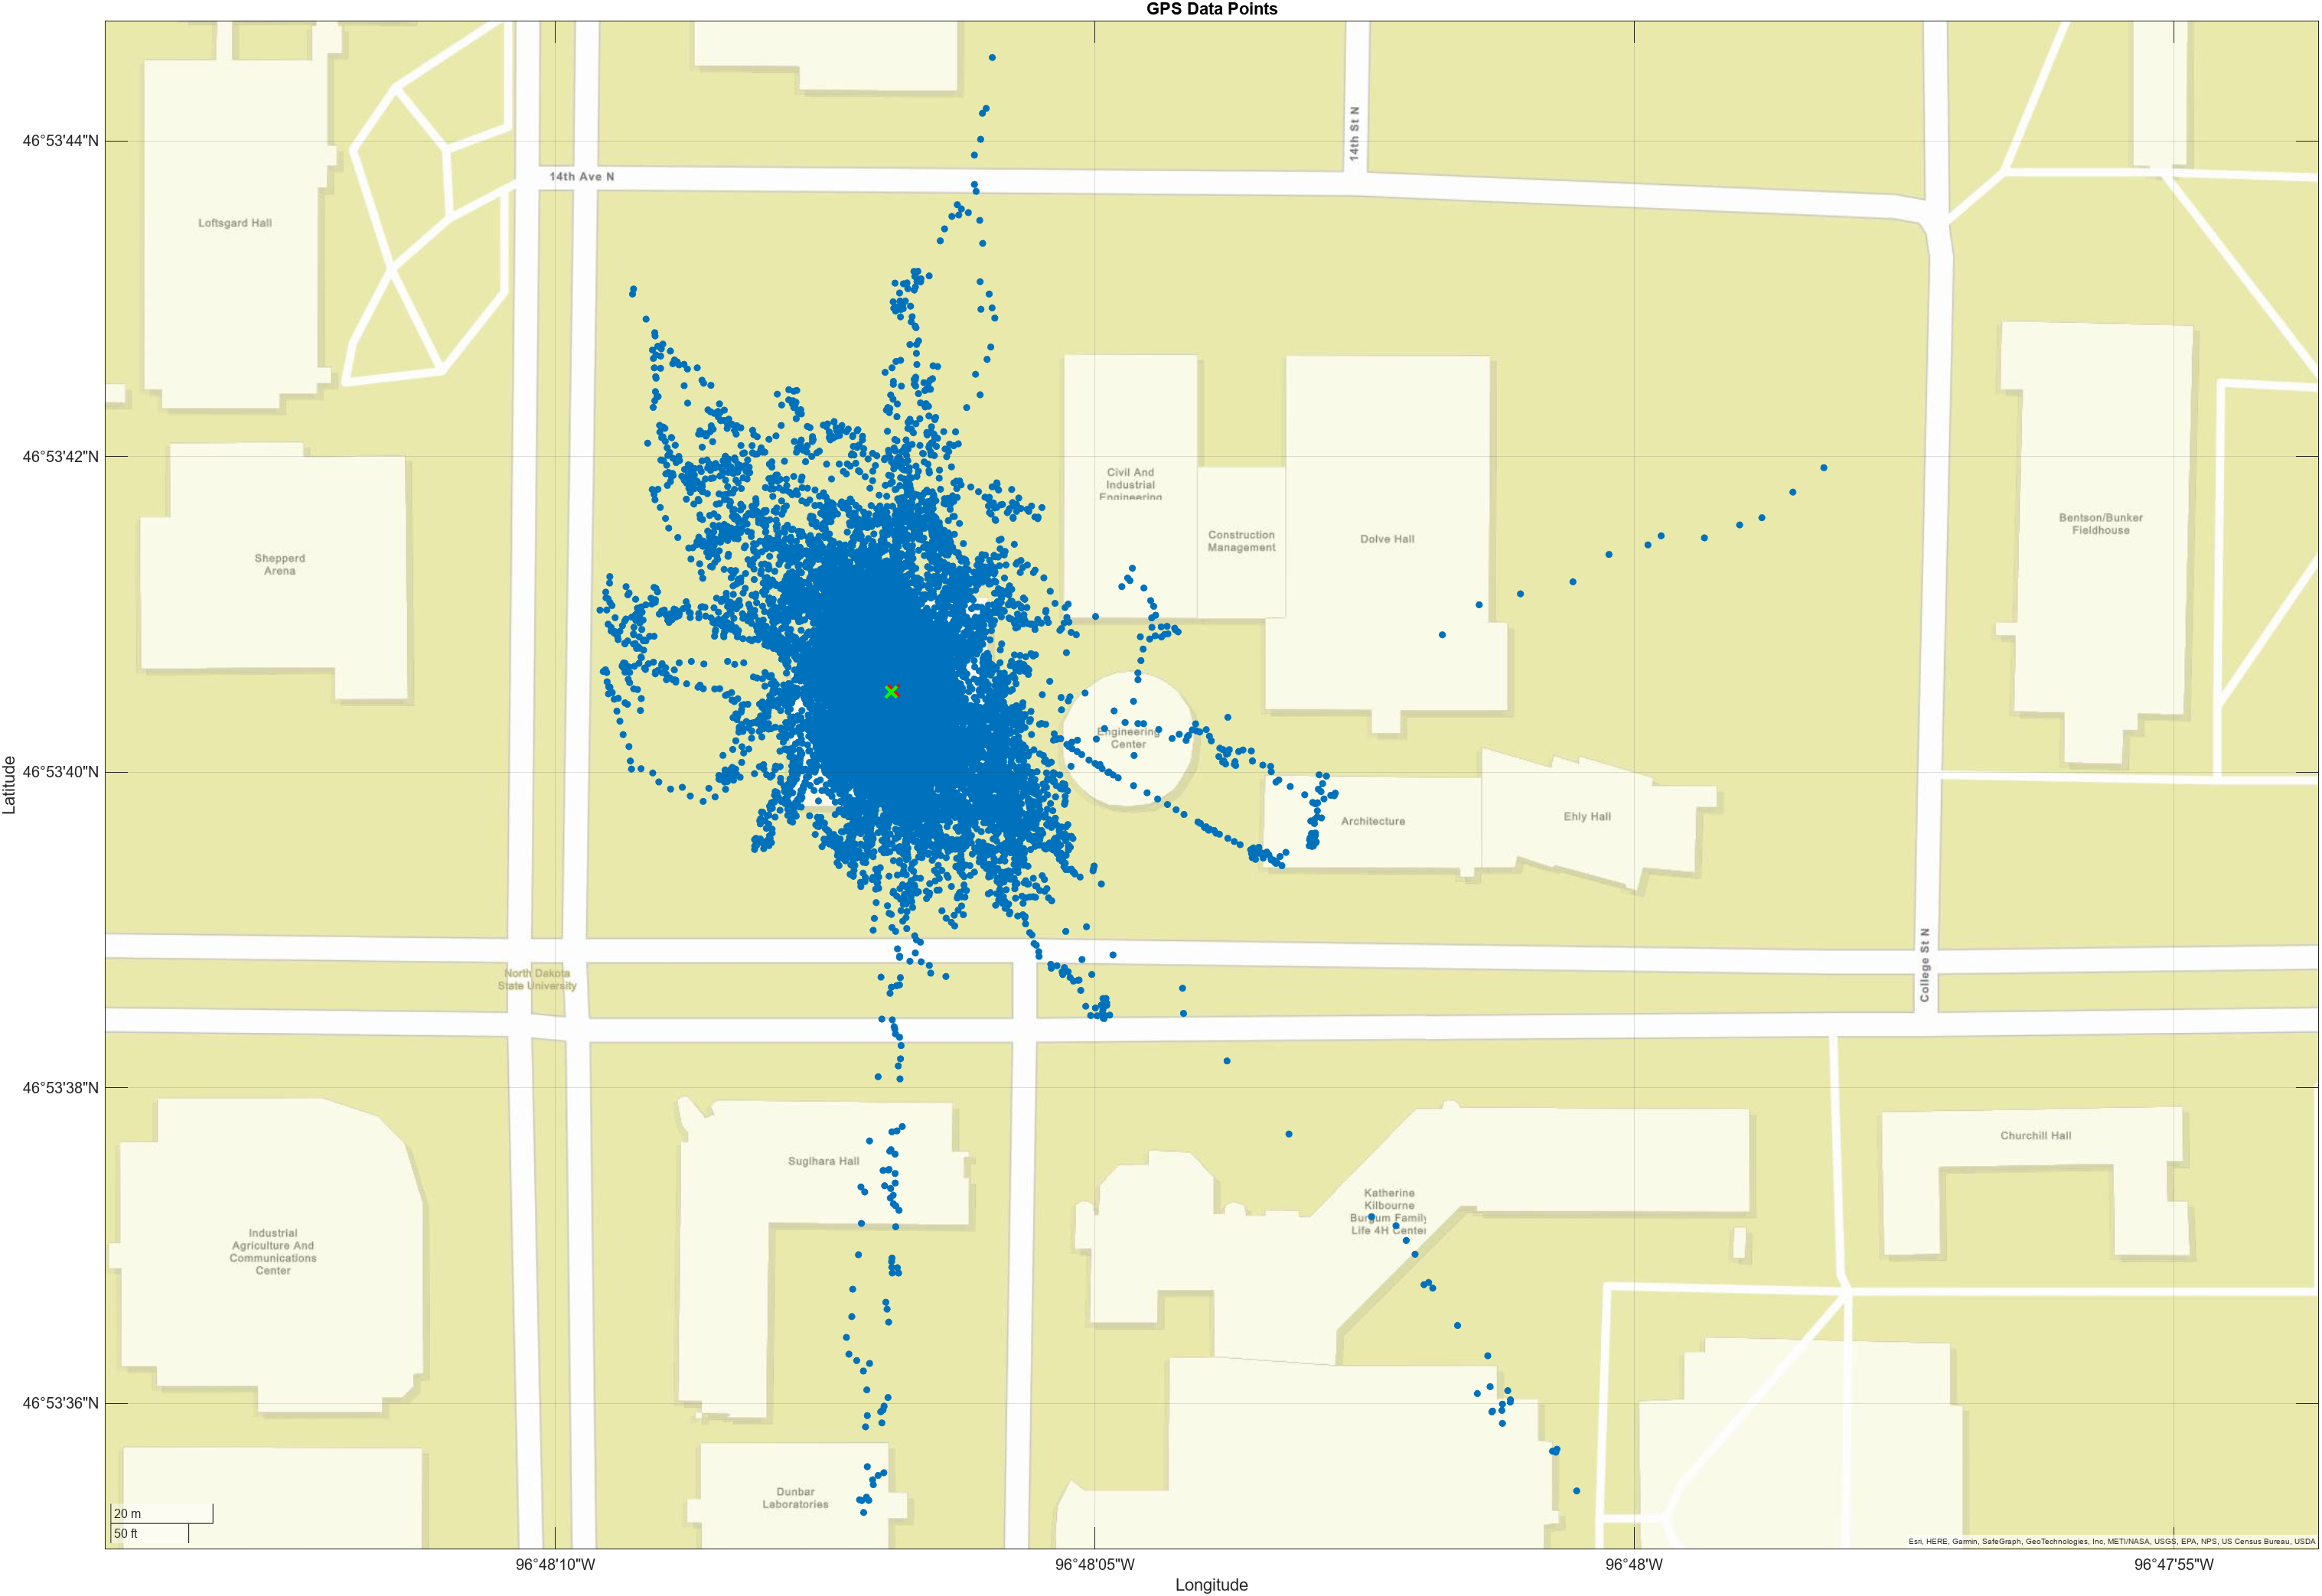 GPS Data Points
46°53'44"N
46°53'42"N
46°53'40"N
46°53'38"N
46°53'36"N
Latitude
96°48'10"W
96°48'05"W
96°48'W
96°47'55"W
Longitude
14th Ave N
14th St N
College St N
Loftsgard Hall
Shepperd
Arena
Civil And
Industrial
Engineering
Construction
Management
Dolve Hall
Bentson/Bunker
Fieldhouse
Engineering
Center
Architecture
Ehly Hall
North Dakota
State University
Sugihara Hall
Industrial
Agriculture And
Communications
Center
Katherine
Kilbourne
Burgum Family
Life 4H Center
Churchill Hall
Dunbar
Laboratories
20 m
50 ft
Esri, HERE, Garmin, SafeGraph, GeoTechnologies, Inc, METI/NASA, USGS, EPA, NPS, US Census Bureau, USDA